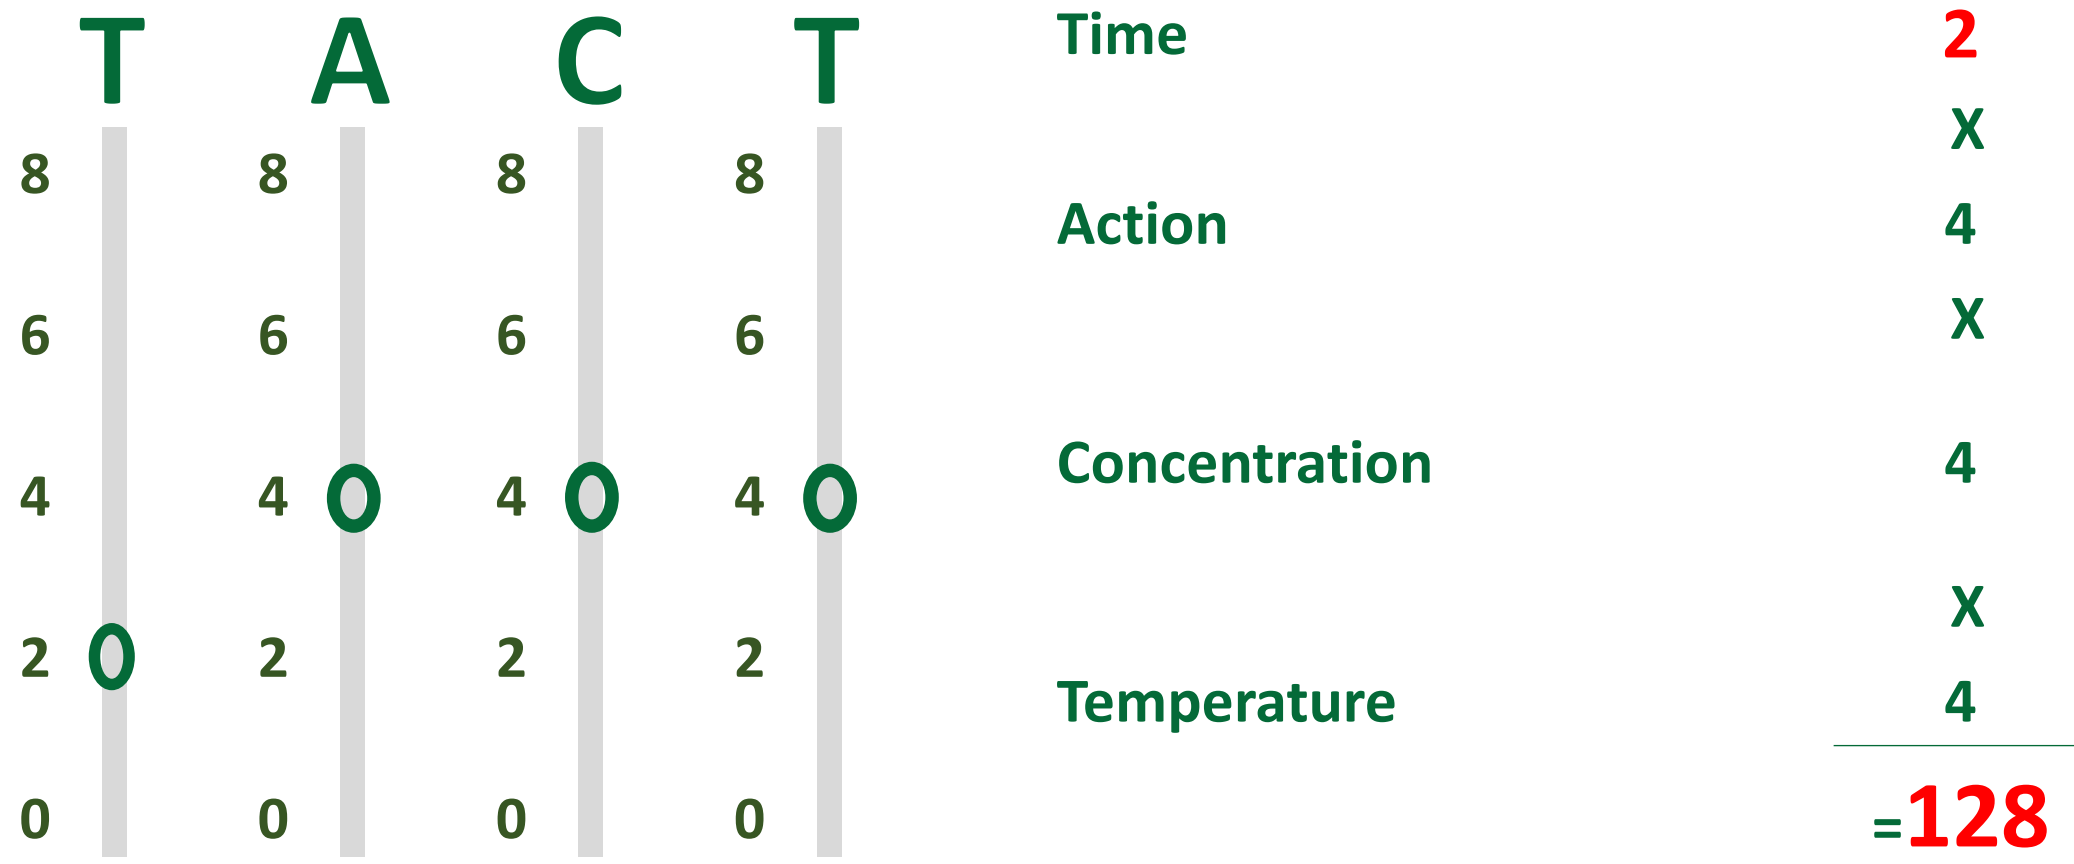 T A C T
8 8 8 8
6 6 6 6
4 4 4 4
2 2 2 2
0 0 0 0
Time 2
X
Action 4
X
Concentration 4
X
Temperature 4
=128